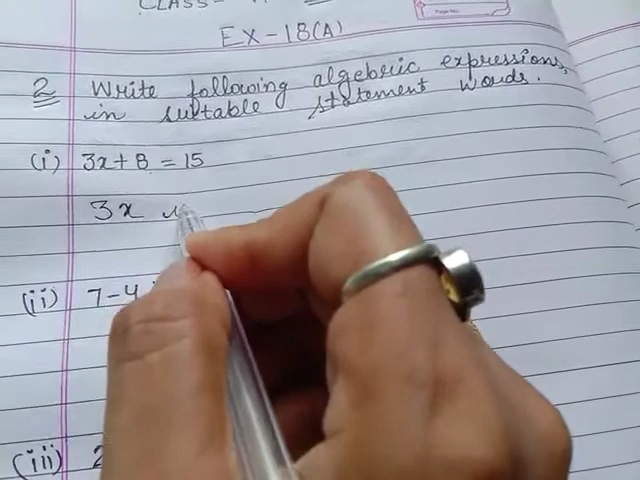 CLASS-
EX-18(A)
2 Write following algebric expressions,
in suitable statement words.
(i) 3x+8 = 15
3x
(ii) 7-4
(iii) 2